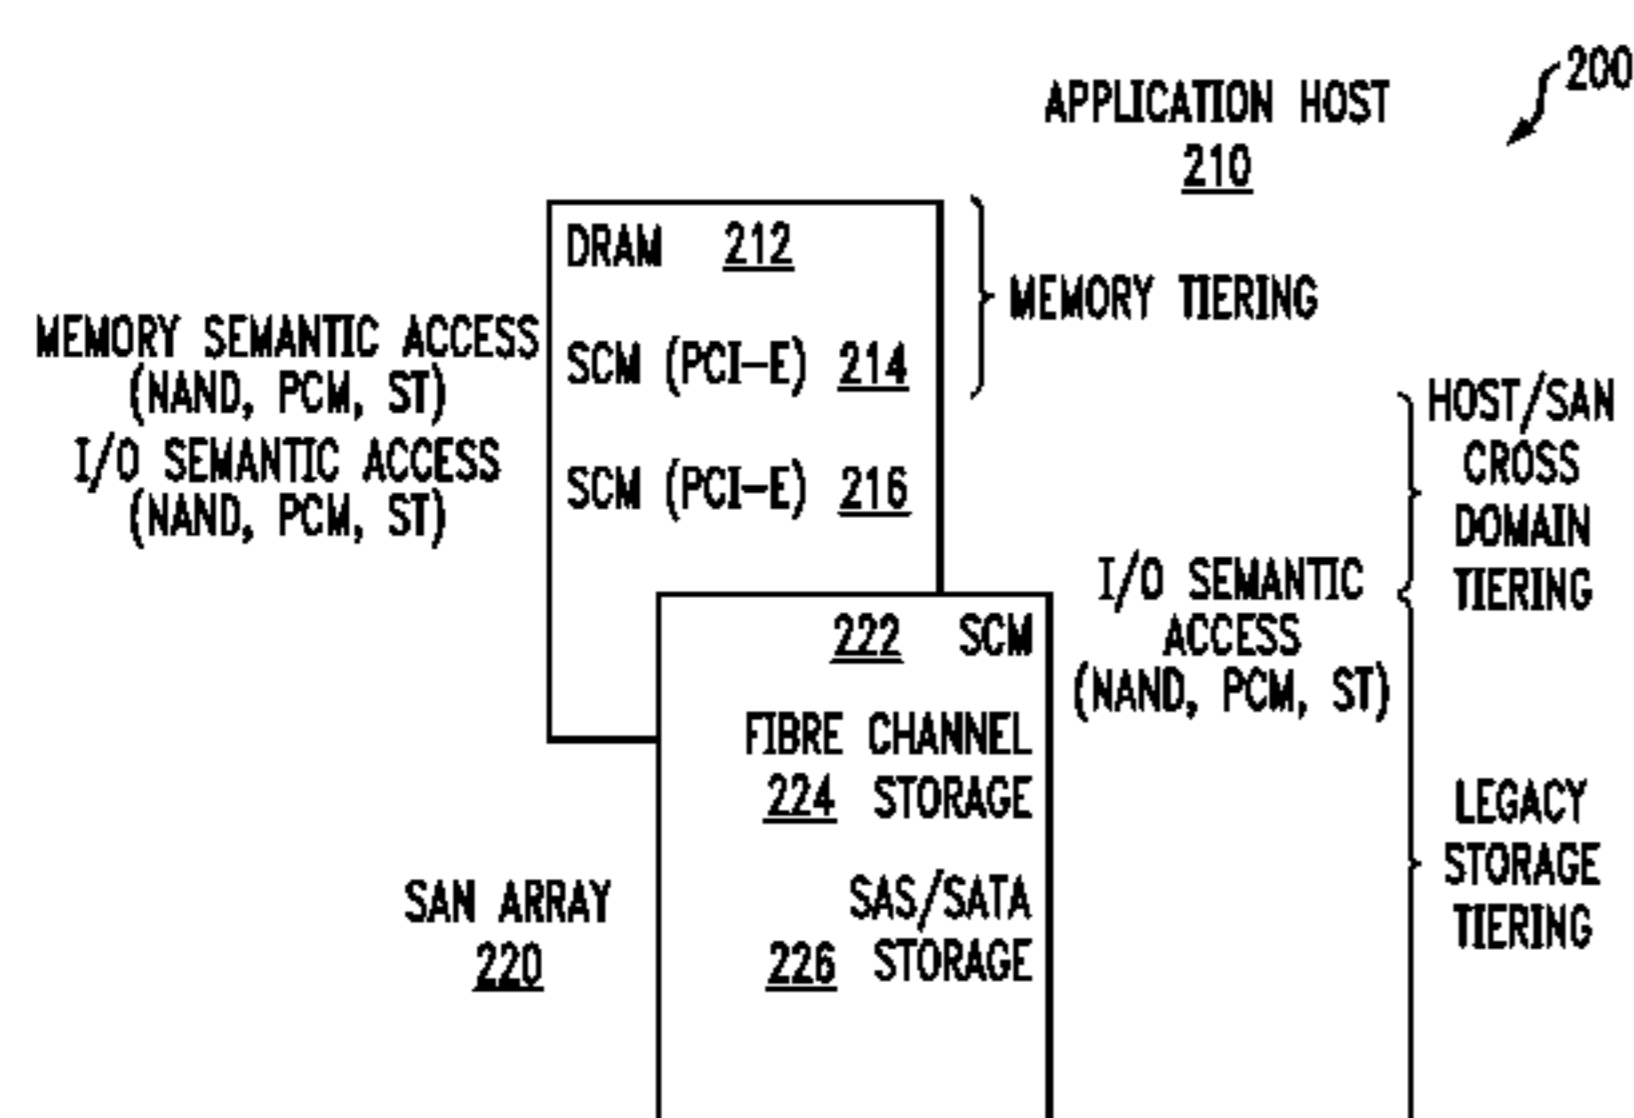 200
APPLICATION HOST
210
DRAM 212
MEMORY TIERING
MEMORY SEMANTIC ACCESS
(NAND, PCM, ST)
SCM (PCI-E) 214
I/O SEMANTIC ACCESS
(NAND, PCM, ST)
SCM (PCI-E) 216
HOST/SAN
CROSS
DOMAIN
TIERING
222 SCM
I/O SEMANTIC
ACCESS
(NAND, PCM, ST)
FIBRE CHANNEL
224 STORAGE
LEGACY
STORAGE
TIERING
SAN ARRAY
220
SAS/SATA
226 STORAGE